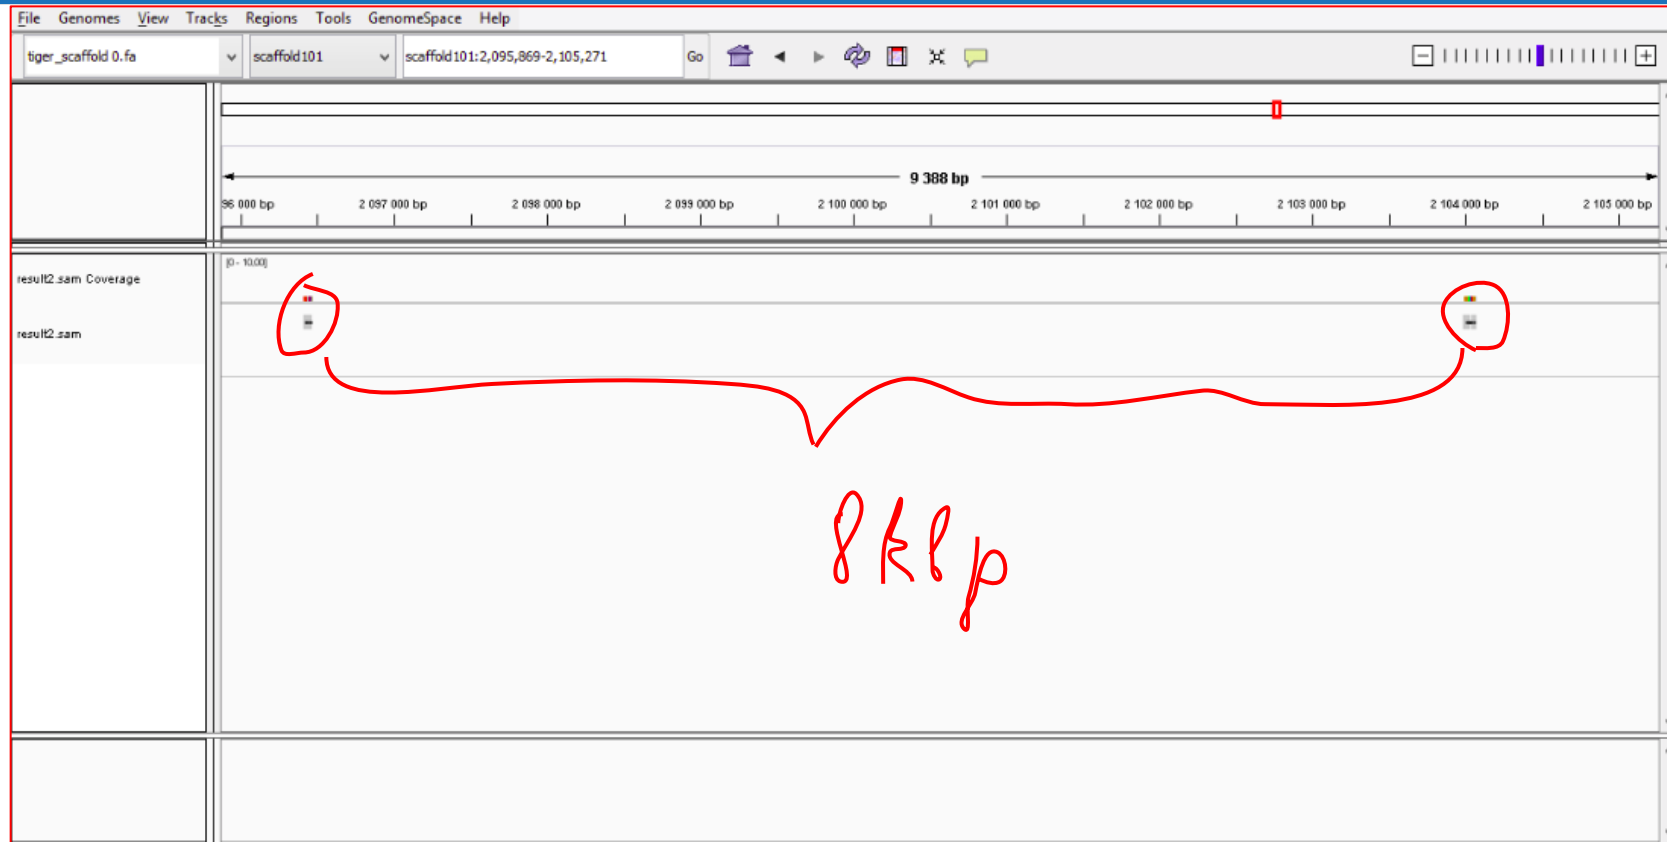 File Genomes View Tracks Regions Tools GenomeSpace Help
tiger_scaffold 0.fa scaffold101 scaffold101:2,095,869-2,105,271 Go
9 388 bp
96 000 bp 2 097 000 bp 2 098 000 bp 2 099 000 bp 2 100 000 bp 2 101 000 bp 2 102 000 bp 2 103 000 bp 2 104 000 bp 2 105 000 bp
[0 - 10.00]
result2.sam Coverage
result2.sam
8kbp